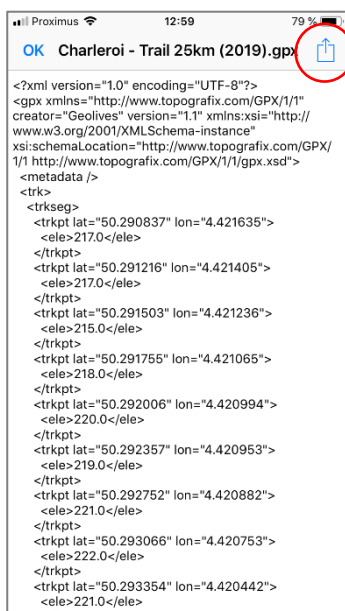 Proximus 12:59 79 %
OK Charleroi - Trail 25km (2019).gpx
<?xml version="1.0" encoding="UTF-8"?>
<gpx xmlns="http://www.topografix.com/GPX/1/1"
creator="Geolives" version="1.1" xmlns:xsi="http://
www.w3.org/2001/XMLSchema-instance"
xsi:schemaLocation="http://www.topografix.com/GPX/
1/1 http://www.topografix.com/GPX/1/1/gpx.xsd">
<metadata />
<trk>
<trkseg>
<trkpt lat="50.290837" lon="4.421635">
<ele>217.0</ele>
</trkpt>
<trkpt lat="50.291216" lon="4.421405">
<ele>217.0</ele>
</trkpt>
<trkpt lat="50.291503" lon="4.421236">
<ele>215.0</ele>
</trkpt>
<trkpt lat="50.291755" lon="4.421065">
<ele>218.0</ele>
</trkpt>
<trkpt lat="50.292006" lon="4.420994">
<ele>220.0</ele>
</trkpt>
<trkpt lat="50.292357" lon="4.420953">
<ele>219.0</ele>
</trkpt>
<trkpt lat="50.292752" lon="4.420882">
<ele>221.0</ele>
</trkpt>
<trkpt lat="50.293066" lon="4.420753">
<ele>222.0</ele>
</trkpt>
<trkpt lat="50.293354" lon="4.420442">
<ele>221.0</ele>